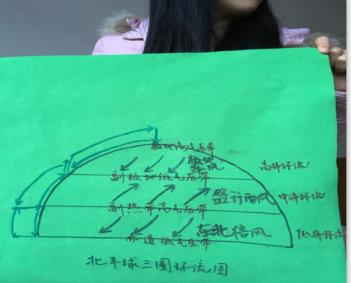 极地高气压带
极地
东风
高纬环流
副极地低气压带
盛行西风
中纬环流
副热带高气压带
东北信风
低纬环流
赤道低气压带
北半球三圈环流图